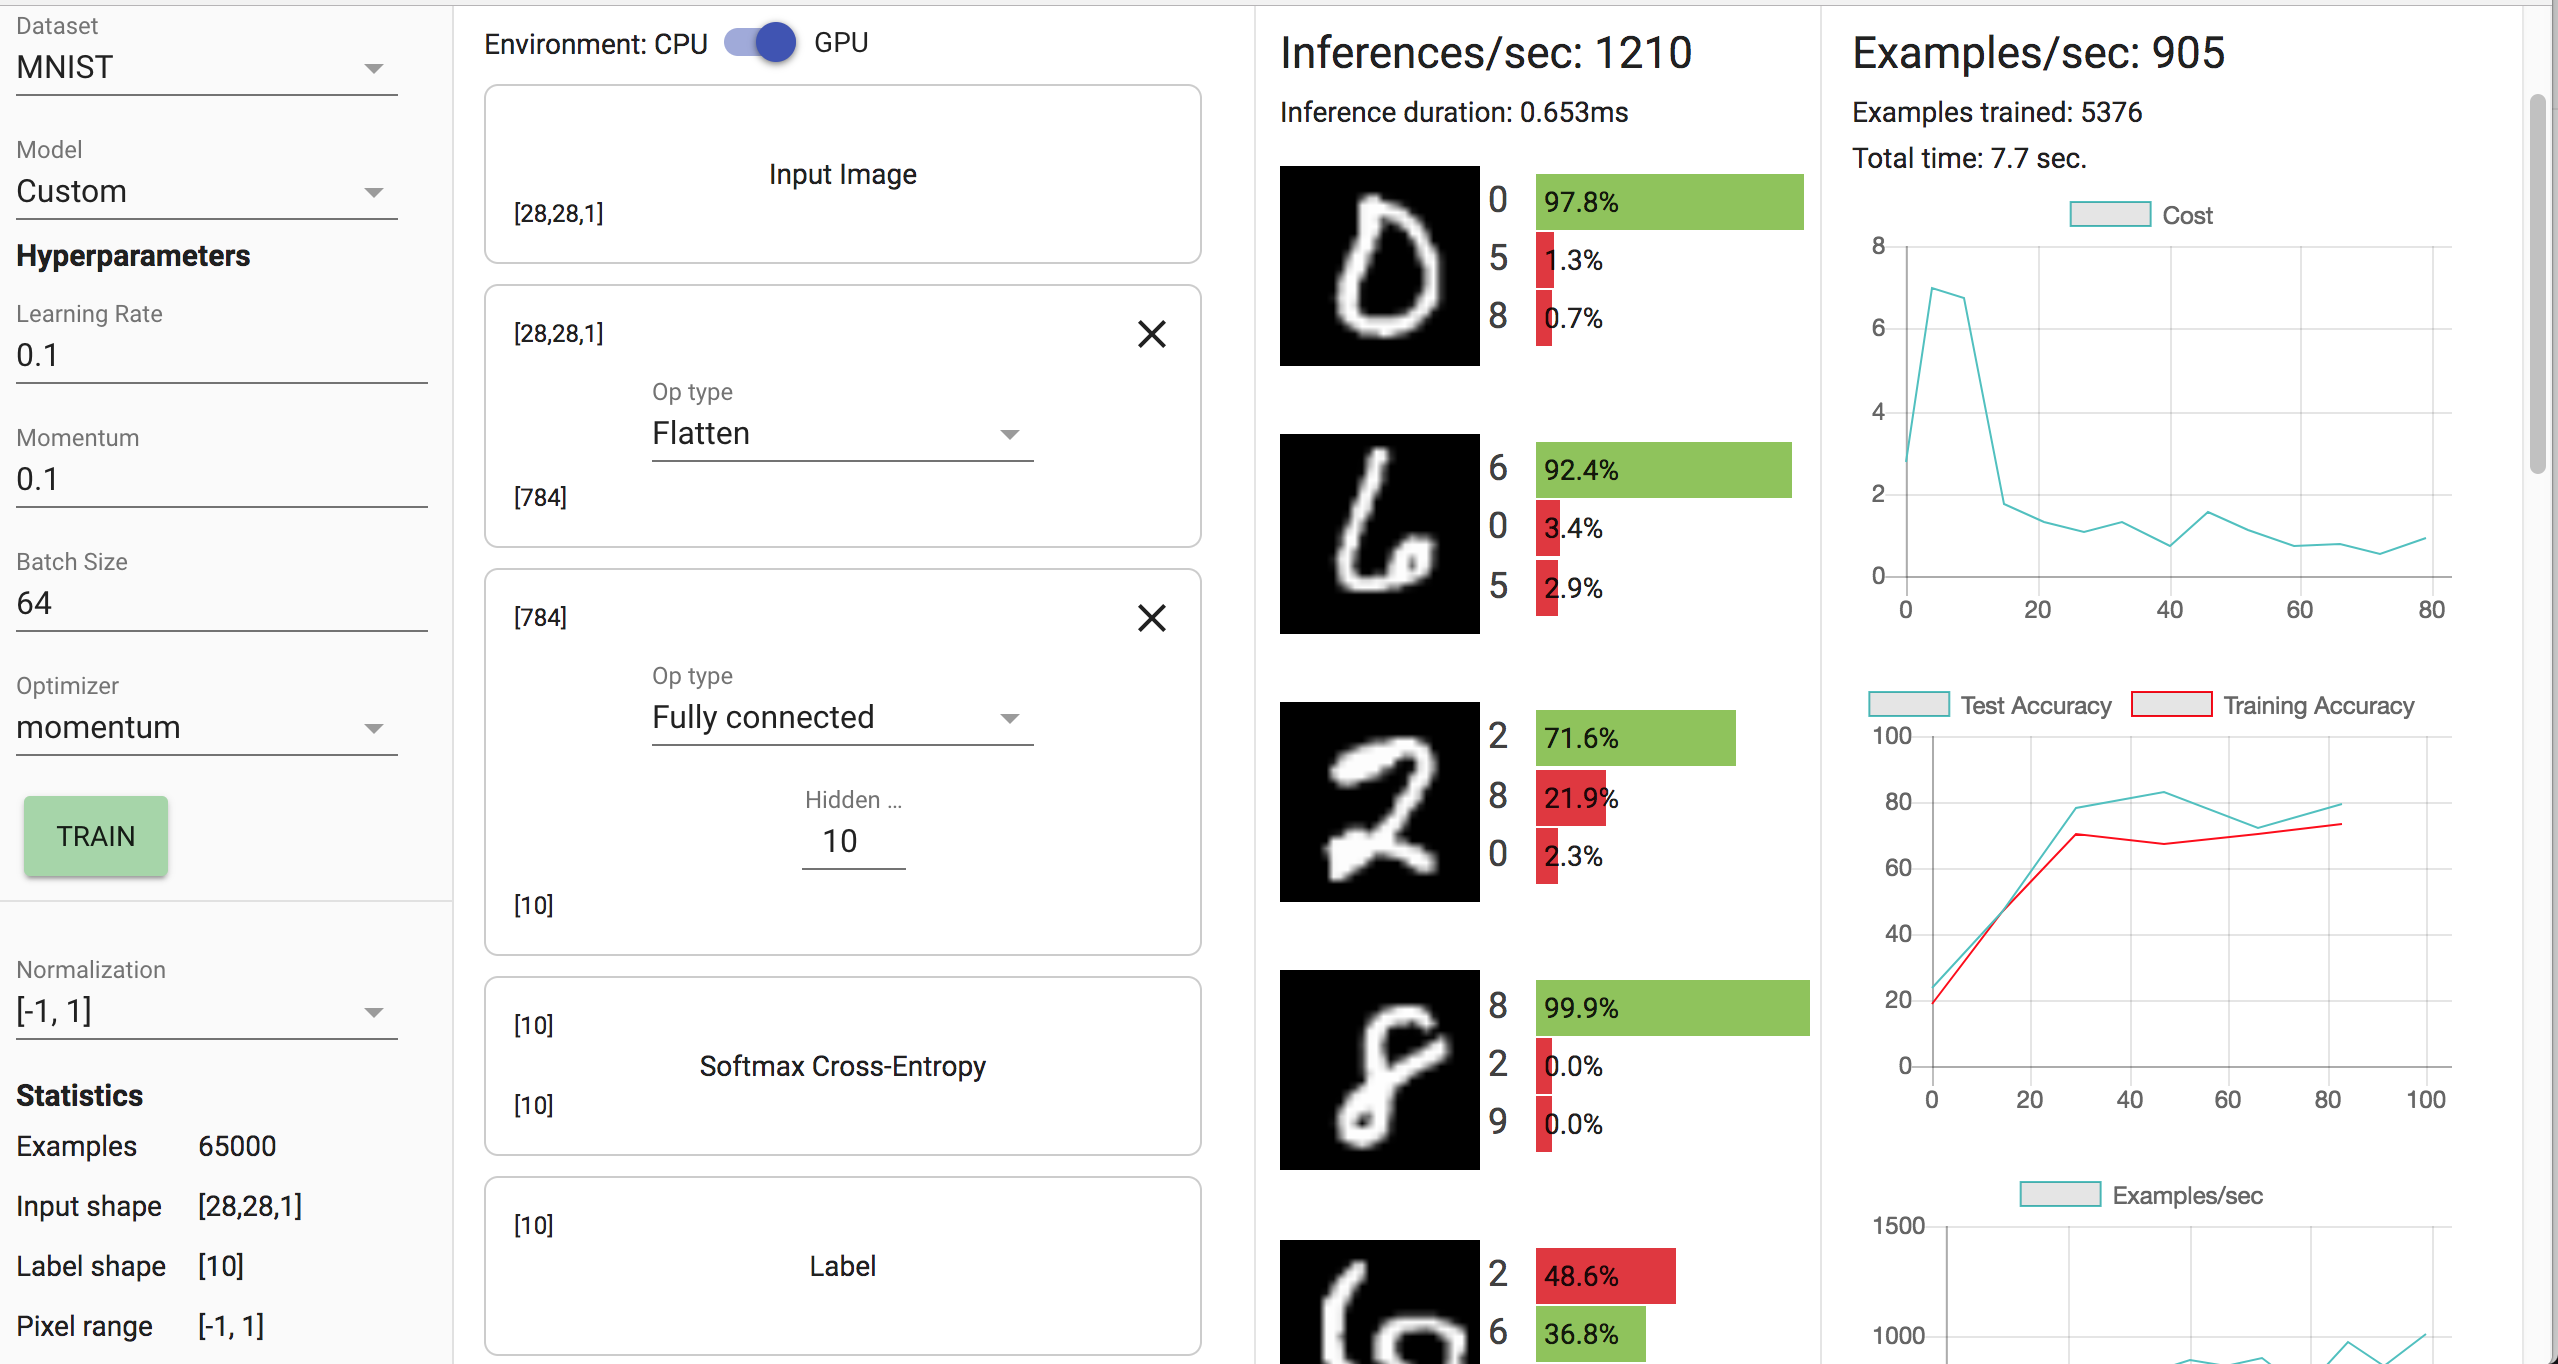 Dataset
MNIST
Model
Custom
Hyperparameters
Learning Rate
0.1
Momentum
0.1
Batch Size
64
Optimizer
momentum
TRAIN
Normalization
[-1, 1]
Statistics
Examples 65000
Input shape [28,28,1]
Label shape [10]
Pixel range [-1, 1]
Environment: CPU GPU
Input Image
[28,28,1]
[28,28,1]
Op type
Flatten
[784]
[784]
Op type
Fully connected
Hidden ...
10
[10]
[10]
Softmax Cross-Entropy
[10]
[10]
Label
Inferences/sec: 1210
Inference duration: 0.653ms
0 97.8%
5 1.3%
8 0.7%
6 92.4%
0 3.4%
5 2.9%
2 71.6%
8 21.9%
0 2.3%
8 99.9%
2 0.0%
9 0.0%
2 48.6%
6 36.8%
Examples/sec: 905
Examples trained: 5376
Total time: 7.7 sec.
Cost
8
6
4
2
0
0 20 40 60 80
Test Accuracy Training Accuracy
100
80
60
40
20
0
0 20 40 60 80 100
Examples/sec
1500
1000